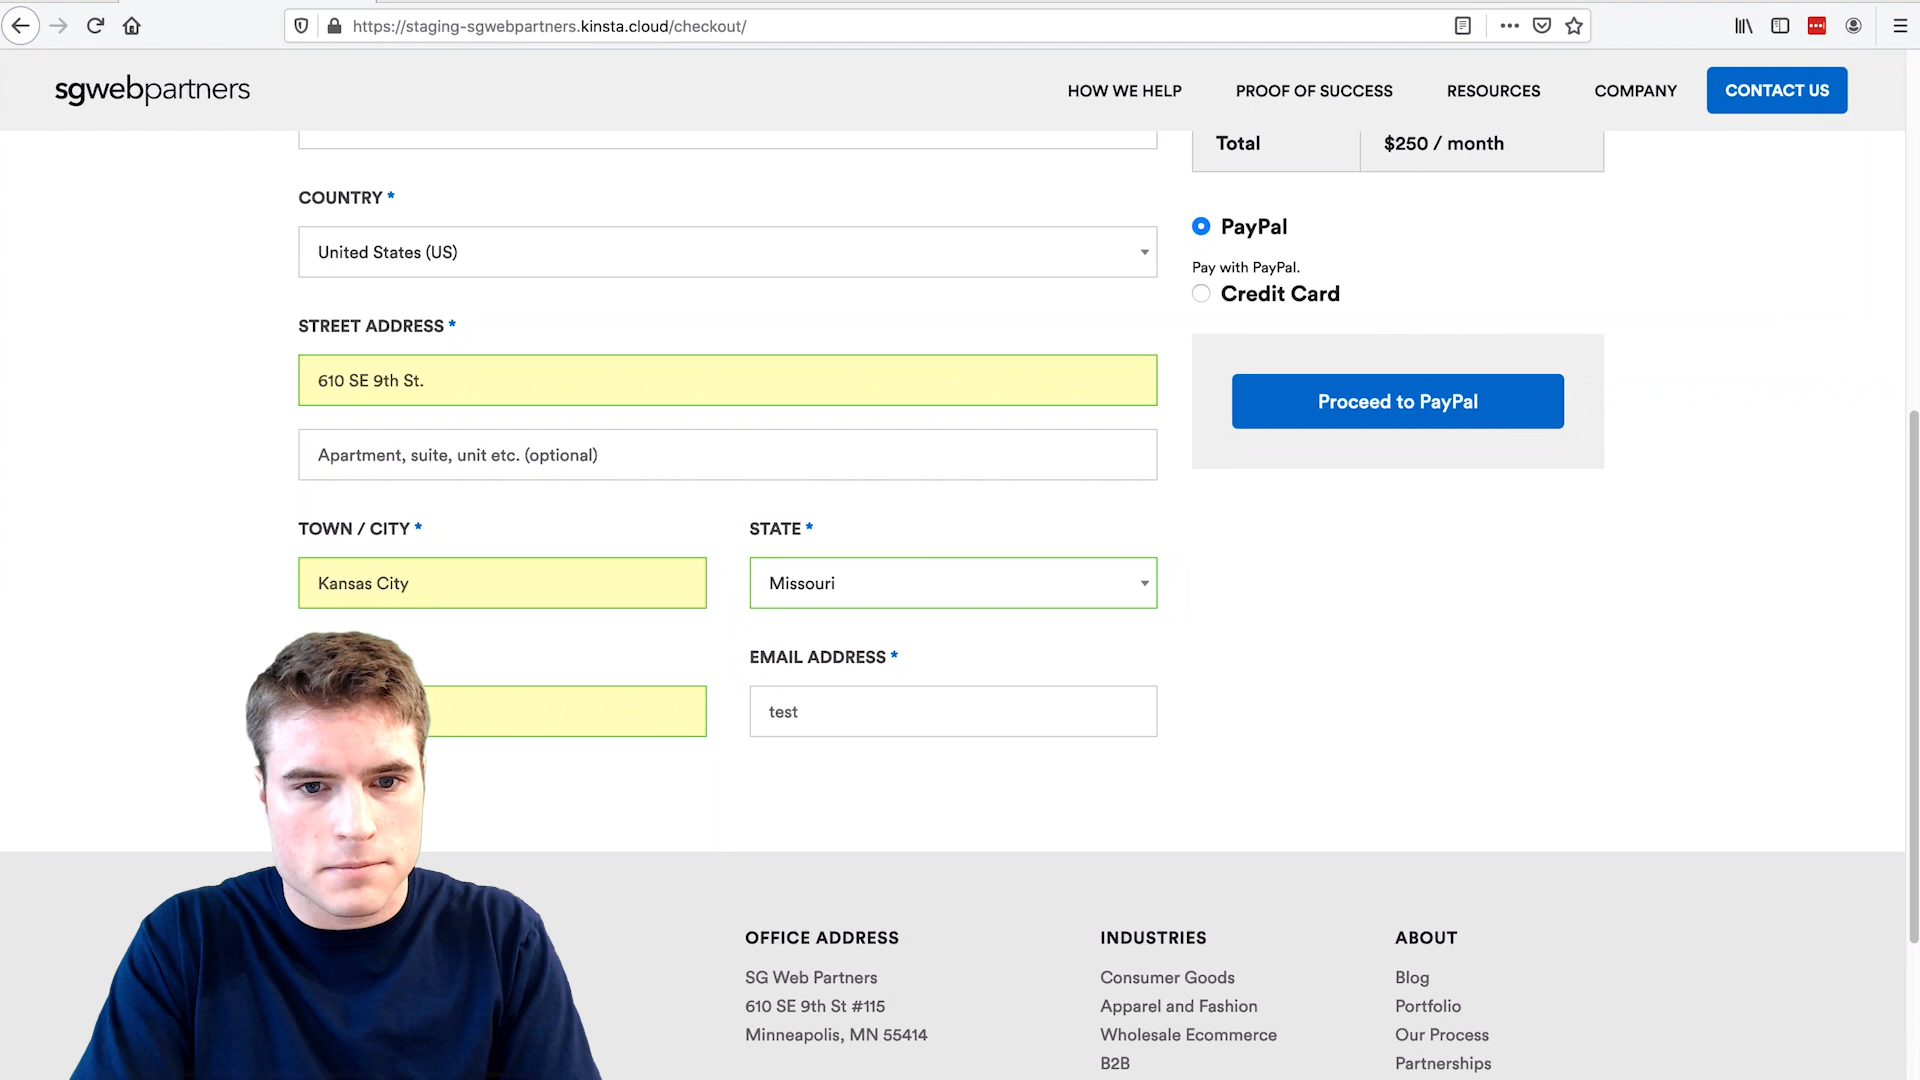 https://staging-sgwebpartners.kinsta.cloud/checkout/
sgwebpartners
HOW WE HELP
PROOF OF SUCCESS
RESOURCES
COMPANY
CONTACT US
Total
$250 / month
COUNTRY *
United States (US)
STREET ADDRESS *
610 SE 9th St.
Apartment, suite, unit etc. (optional)
TOWN / CITY *
Kansas City
STATE *
Missouri
EMAIL ADDRESS *
test
PayPal
Pay with PayPal.
Credit Card
Proceed to PayPal
OFFICE ADDRESS
SG Web Partners
610 SE 9th St #115
Minneapolis, MN 55414
INDUSTRIES
Consumer Goods
Apparel and Fashion
Wholesale Ecommerce
B2B
ABOUT
Blog
Portfolio
Our Process
Partnerships